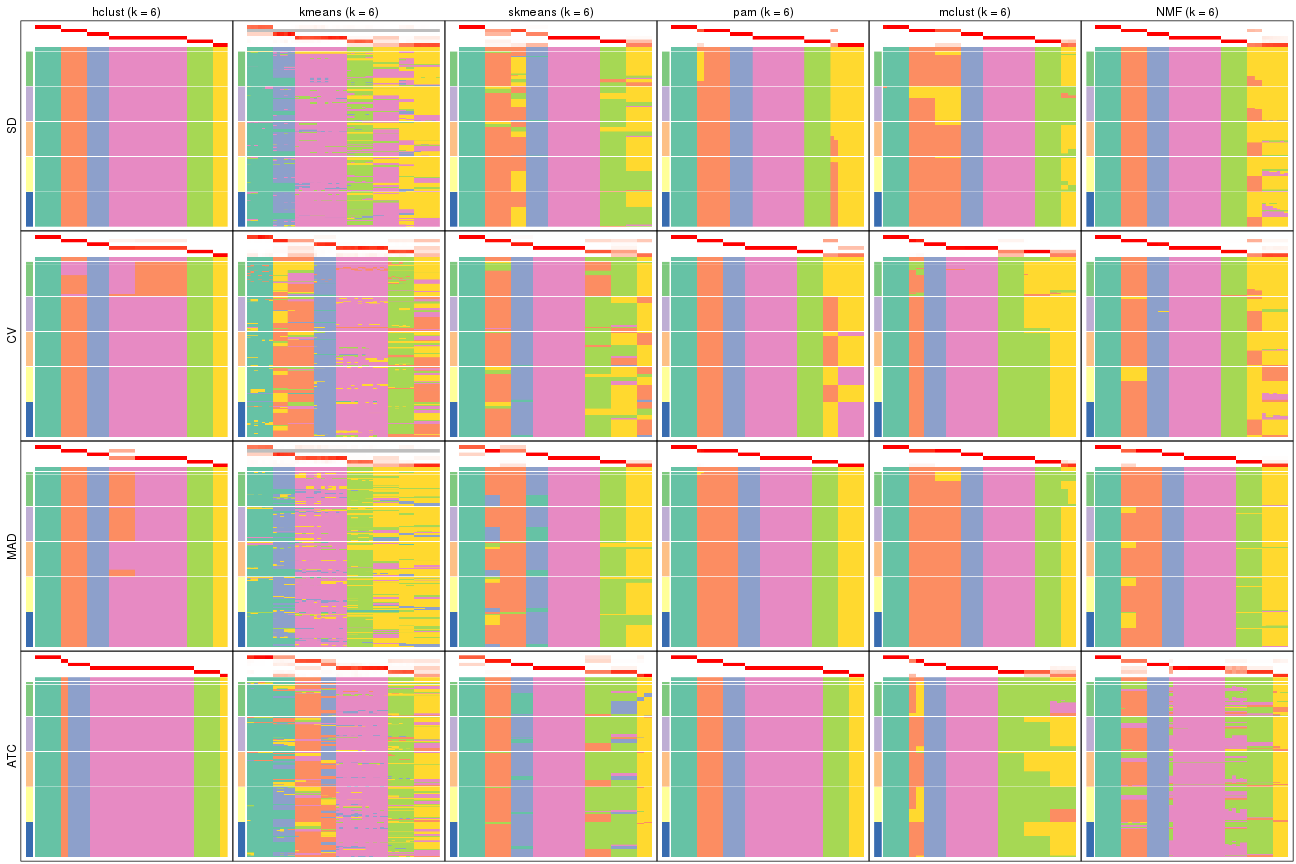 hclust (k = 6) kmeans (k = 6) skmeans (k = 6) pam (k = 6) mclust (k = 6) NMF (k = 6)
SD
CV
MAD
ATC